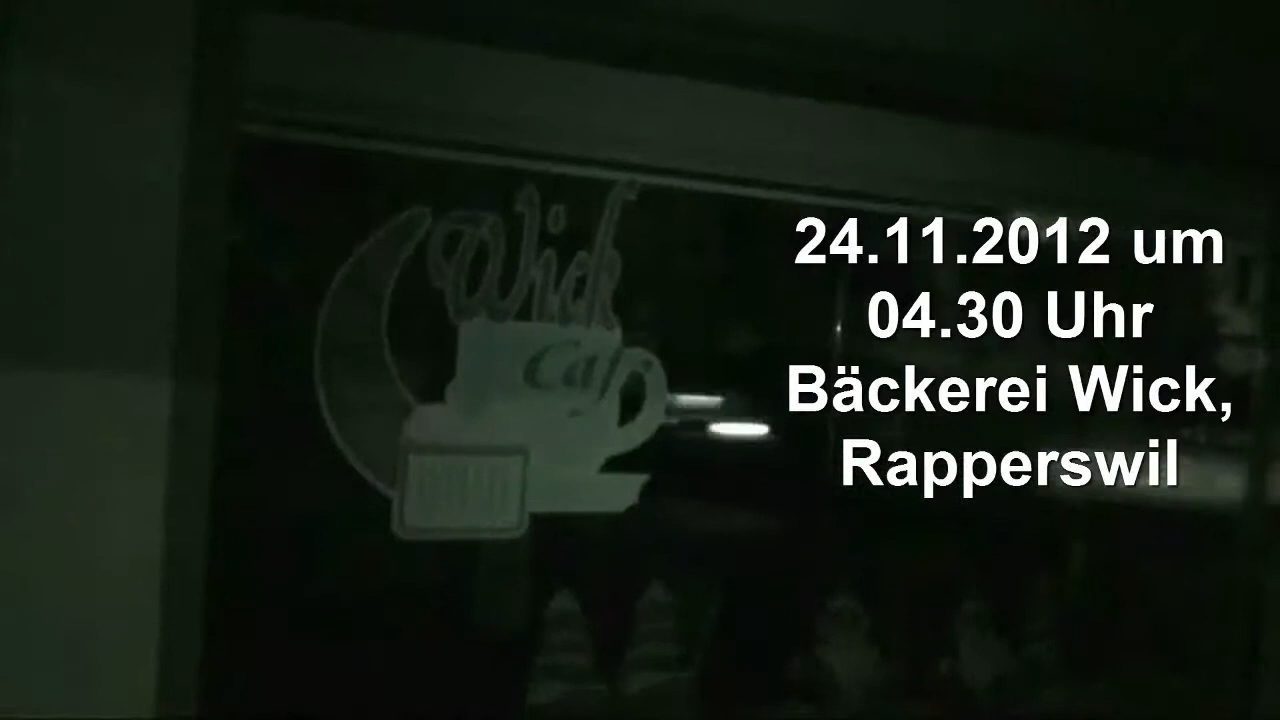 Wick
Café
24.11.2012 um
04.30 Uhr
Bäckerei Wick,
Rapperswil